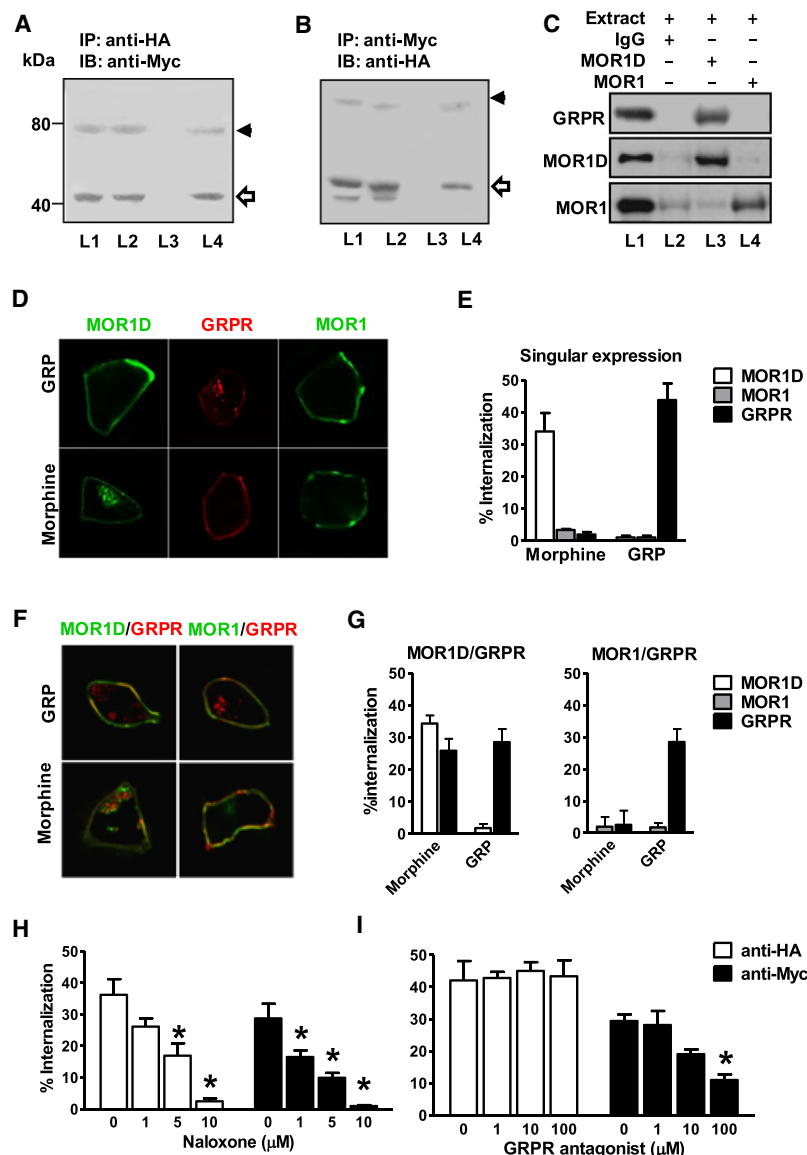 A
IP: anti-HA
IB: anti-Myc
kDa
80
40
L1 L2 L3 L4
B
IP: anti-Myc
IB: anti-HA
L1 L2 L3 L4
C
Extract + + +
IgG + – –
MOR1D – + –
MOR1 – – +
GRPR
MOR1D
MOR1
L1 L2 L3 L4
D
MOR1D GRPR MOR1
GRP
Morphine
E
Singular expression
% Internalization
50
40
30
20
10
0
Morphine GRP
MOR1D
MOR1
GRPR
F
MOR1D/GRPR MOR1/GRPR
GRP
Morphine
G
MOR1D/GRPR
%internalization
50
40
30
20
10
0
Morphine GRP
MOR1/GRPR
50
40
30
20
10
0
Morphine GRP
MOR1D
MOR1
GRPR
H
% Internalization
50
40
30
20
10
0
* * * * *
0 1 5 10 0 1 5 10
Naloxone (μM)
I
50
40
30
20
10
0
*
0 1 10 100 0 1 10 100
GRPR antagonist (μM)
anti-HA
anti-Myc